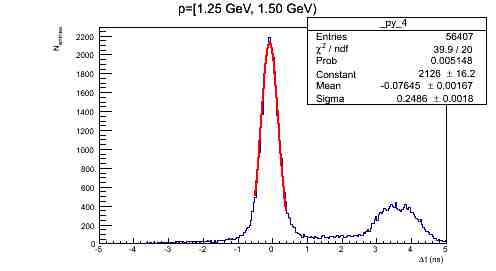 p=[1.25 GeV, 1.50 GeV)
_py_4
Entries 56407
χ² / ndf 39.9 / 20
Prob 0.005148
Constant 2126 ± 16.2
Mean -0.07645 ± 0.00167
Sigma 0.2486 ± 0.0018
N_entries
2200
2000
1800
1600
1400
1200
1000
800
600
400
200
0
-5 -4 -3 -2 -1 0 1 2 3 4 5
Δt (ns)